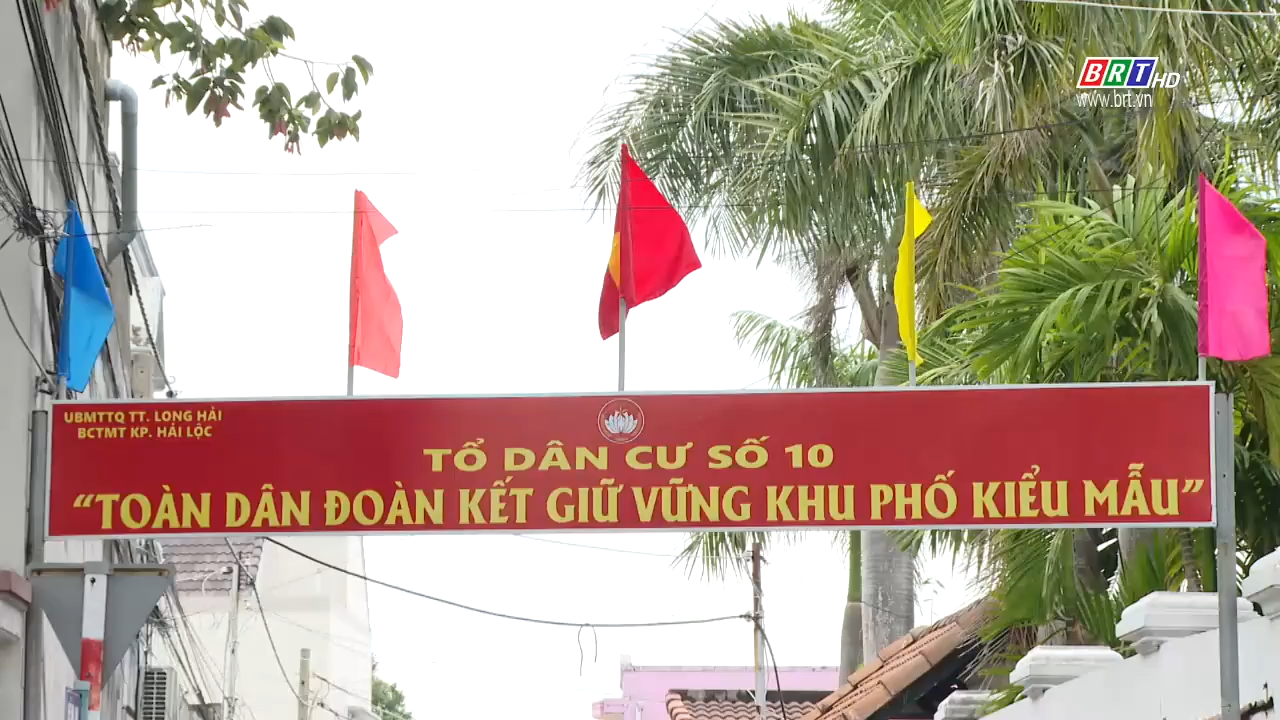 BRT HD
www.brt.vn
UBMTTQ TT. LONG HẢI
BCTMT KP. HẢI LỘC
TỔ DÂN CƯ SỐ 10
“TOÀN DÂN ĐOÀN KẾT GIỮ VỮNG KHU PHỐ KIỂU MẪU”